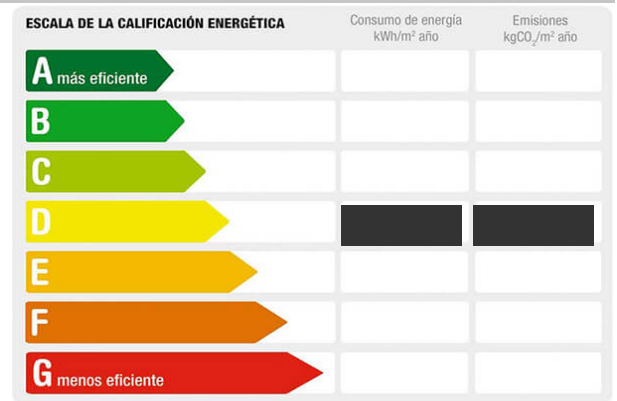 ESCALA DE LA CALIFICACIÓN ENERGÉTICA
Consumo de energía
kWh/m² año
Emisiones
kgCO₂/m² año
A más eficiente
B
C
D
E
F
G menos eficiente